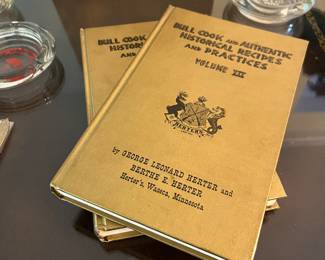 BULL COOK AND AUTHENTIC
HISTORICAL RECIPES
AND PRACTICES
VOLUME III
HERTER'S
by GEORGE LEONARD HERTER and
BERTHE E. HERTER
Herter's, Waseca, Minnesota
BULL COOK
HISTORICAL
AND